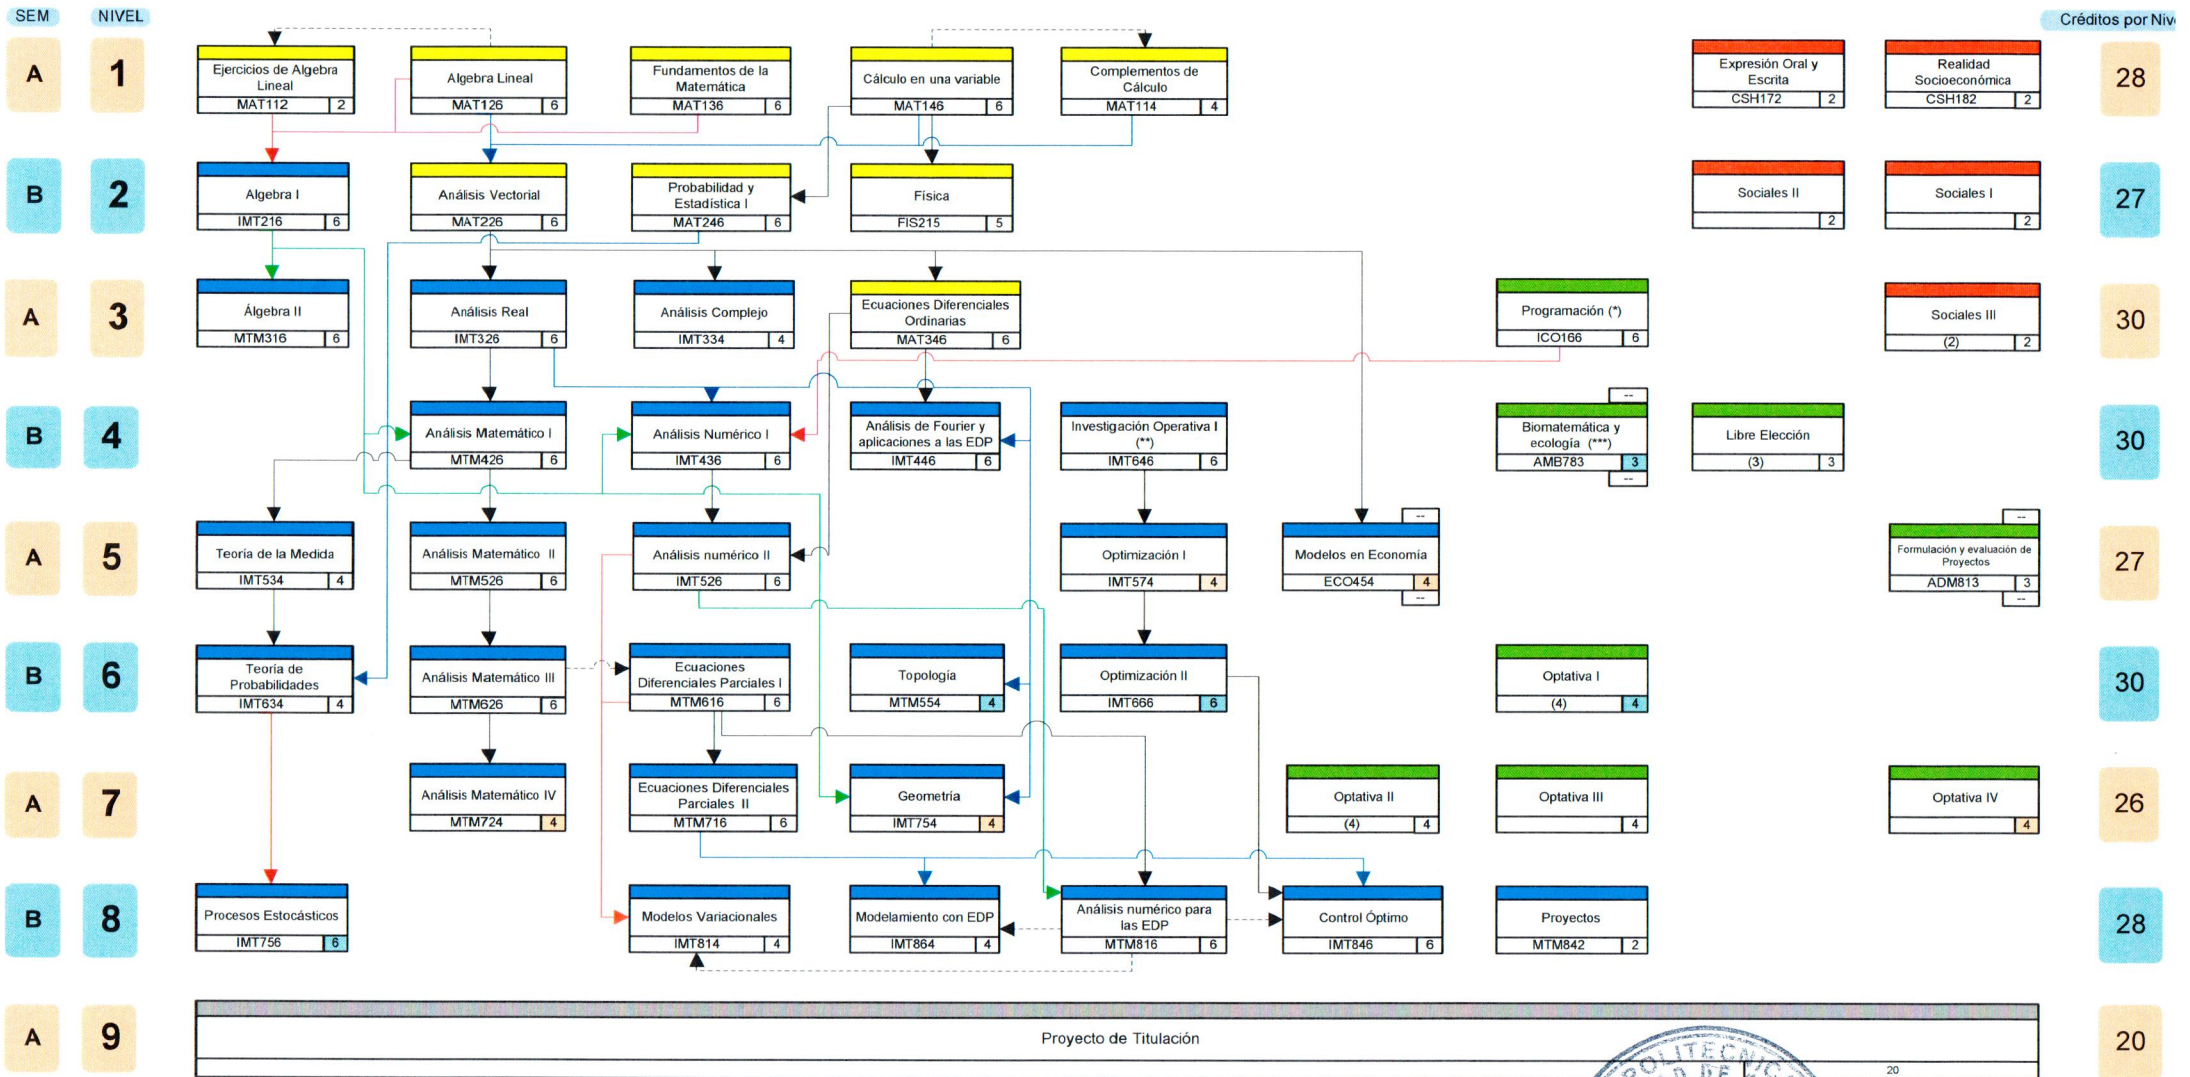 SEM NIVEL Créditos por Niv
A 1 28
Ejercicios de Algebra
Lineal
MAT112 2
Algebra Lineal
MAT126 6
Fundamentos de la
Matemática
MAT136 6
Cálculo en una variable
MAT146 6
Complementos de
Cálculo
MAT114 4
Expresión Oral y
Escrita
CSH172 2
Realidad
Socioeconómica
CSH182 2
B 2 27
Algebra I
IMT216 6
Análisis Vectorial
MAT226 6
Probabilidad y
Estadística I
MAT246 6
Física
FIS215 5
Sociales II
2
Sociales I
2
A 3 30
Álgebra II
MTM316 6
Análisis Real
IMT326 6
Análisis Complejo
IMT334 4
Ecuaciones Diferenciales
Ordinarias
MAT346 6
Programación (*)
ICO166 6
Sociales III
(2) 2
B 4 30
Análisis Matemático I
MTM426 6
Análisis Numérico I
IMT436 6
Análisis de Fourier y
aplicaciones a las EDP
IMT446 6
Investigación Operativa I
(**)
IMT646 6
--
Biomatemática y
ecología (***)
AMB783 3
--
Libre Elección
(3) 3
A 5 27
Teoría de la Medida
IMT534 4
Análisis Matemático II
MTM526 6
Análisis numérico II
IMT526 6
Optimización I
IMT574 4
--
Modelos en Economía
ECO454 4
--
--
Formulación y evaluación de
Proyectos
ADM813 3
--
B 6 30
Teoría de
Probabilidades
IMT634 4
Análisis Matemático III
MTM626 6
Ecuaciones
Diferenciales Parciales I
MTM616 6
Topología
MTM554 4
Optimización II
IMT666 6
Optativa I
(4) 4
A 7 26
Análisis Matemático IV
MTM724 4
Ecuaciones Diferenciales
Parciales II
MTM716 6
Geometría
IMT754 4
Optativa II
(4) 4
Optativa III
4
Optativa IV
4
B 8 28
Procesos Estocásticos
IMT756 6
Modelos Variacionales
IMT814 4
Modelamiento con EDP
IMT864 4
Análisis numérico para
las EDP
MTM816 6
Control Óptimo
IMT846 6
Proyectos
MTM842 2
A 9 20
Proyecto de Titulación
20
POLITECNICA